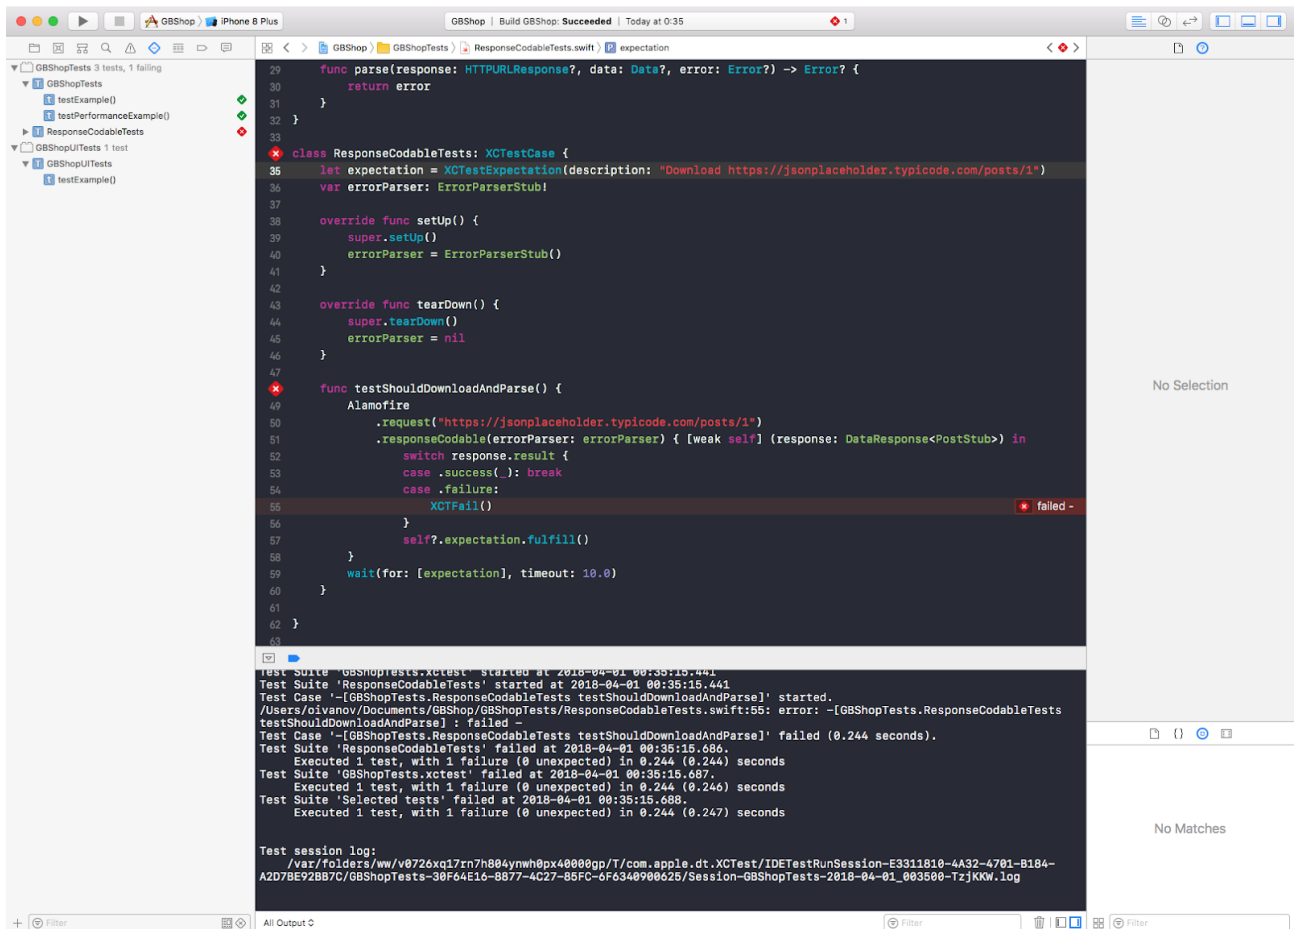 GBShop iPhone 8 Plus
GBShop | Build GBShop: Succeeded | Today at 0:35
1
GBShop GBShopTests ResponseCodableTests.swift P expectation
GBShopTests 3 tests, 1 failing
T GBShopTests
t testExample()
t testPerformanceExample()
T ResponseCodableTests
GBShopUITests 1 test
T GBShopUITests
t testExample()
29 func parse(response: HTTPURLResponse?, data: Data?, error: Error?) -> Error? {
30 return error
31 }
32 }
33
class ResponseCodableTests: XCTestCase {
35 let expectation = XCTestExpectation(description: "Download https://jsonplaceholder.typicode.com/posts/1")
36 var errorParser: ErrorParserStub!
37
38 override func setUp() {
39 super.setUp()
40 errorParser = ErrorParserStub()
41 }
42
43 override func tearDown() {
44 super.tearDown()
45 errorParser = nil
46 }
47
func testShouldDownloadAndParse() {
49 Alamofire
50 .request("https://jsonplaceholder.typicode.com/posts/1")
51 .responseCodable(errorParser: errorParser) { [weak self] (response: DataResponse<PostStub>) in
52 switch response.result {
53 case .success(_): break
54 case .failure:
55 XCTFail() failed -
56 }
57 self?.expectation.fulfill()
58 }
59 wait(for: [expectation], timeout: 10.0)
60 }
61
62 }
63
Test Suite 'GBShopTests.xctest' started at 2018-04-01 00:35:15.441
Test Suite 'ResponseCodableTests' started at 2018-04-01 00:35:15.441
Test Case '-[GBShopTests.ResponseCodableTests testShouldDownloadAndParse]' started.
/Users/oivanov/Documents/GBShop/GBShopTests/ResponseCodableTests.swift:55: error: -[GBShopTests.ResponseCodableTests
testShouldDownloadAndParse] : failed -
Test Case '-[GBShopTests.ResponseCodableTests testShouldDownloadAndParse]' failed (0.244 seconds).
Test Suite 'ResponseCodableTests' failed at 2018-04-01 00:35:15.686.
Executed 1 test, with 1 failure (0 unexpected) in 0.244 (0.244) seconds
Test Suite 'GBShopTests.xctest' failed at 2018-04-01 00:35:15.687.
Executed 1 test, with 1 failure (0 unexpected) in 0.244 (0.246) seconds
Test Suite 'Selected tests' failed at 2018-04-01 00:35:15.688.
Executed 1 test, with 1 failure (0 unexpected) in 0.244 (0.247) seconds
Test session log:
/var/folders/ww/v0726xq17rn7h804ynwh0px40000gp/T/com.apple.dt.XCTest/IDETestRunSession-E3311810-4A32-4701-B184-
A2D7BE92BB7C/GBShopTests-30F64E16-8877-4C27-85FC-6F6340900625/Session-GBShopTests-2018-04-01_003500-TzjKKW.log
No Selection
No Matches
Filter
All Output
Filter
Filter